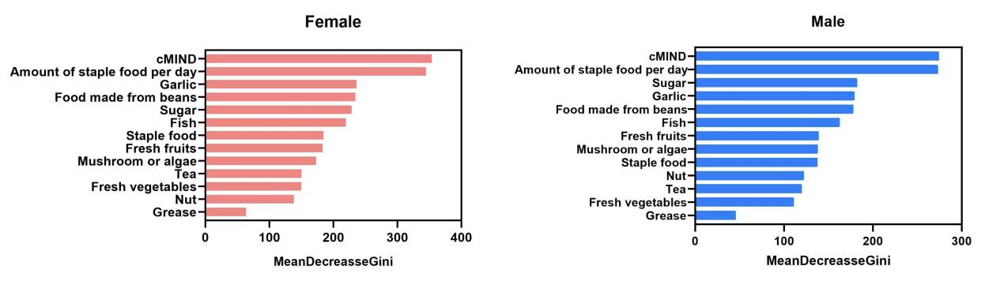 Female
cMIND
Amount of staple food per day
Garlic
Food made from beans
Sugar
Fish
Staple food
Fresh fruits
Mushroom or algae
Tea
Fresh vegetables
Nut
Grease
0 100 200 300 400
MeanDecreasseGini
Male
cMIND
Amount of staple food per day
Sugar
Garlic
Food made from beans
Fish
Fresh fruits
Mushroom or algae
Staple food
Nut
Tea
Fresh vegetables
Grease
0 100 200 300
MeanDecreasseGini